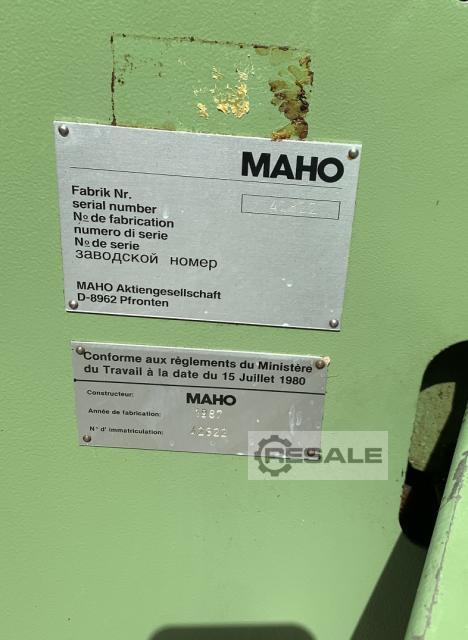 MAHO
Fabrik Nr.
serial number
No de fabrication
numero di serie
No de serie
заводской номер
MAHO Aktiengesellschaft
D-8962 Pfronten
Conforme aux règlements du Ministère
du Travail à la date du 15 Juillet 1980
Constructeur: MAHO
Année de fabrication: 1987
N° d' immatriculation:
RESALE